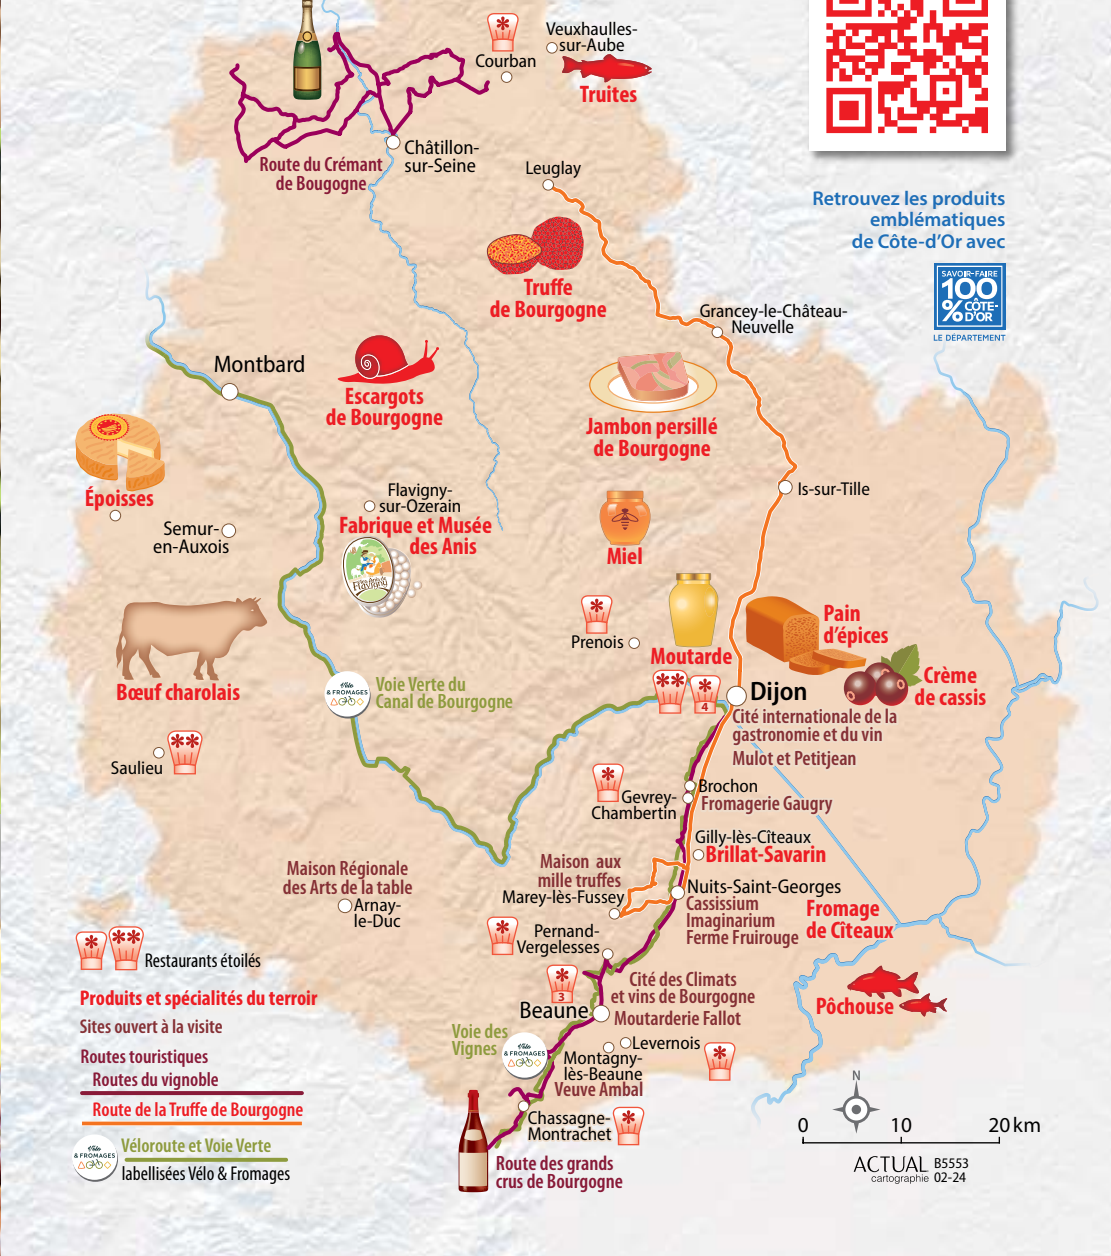 Veuxhaulles-
sur-Aube
Courban
Truites
Châtillon-
sur-Seine
Route du Crémant
de Bougogne
Leuglay
Retrouvez les produits
emblématiques
de Côte-d'Or avec
SAVOIR-FAIRE
100
% CÔTE-
D'OR
LE DÉPARTEMENT
Truffe
de Bourgogne
Grancey-le-Château-
Neuvelle
Montbard
Escargots
de Bourgogne
Jambon persillé
de Bourgogne
Époisses
Is-sur-Tille
Flavigny-
sur-Ozerain
Semur-
en-Auxois
Fabrique et Musée
des Anis
Flavigny
Miel
Prenois
Moutarde
Pain
d'épices
Crème
de cassis
Bœuf charolais
Vélo
& FROMAGES
Voie Verte du
Canal de Bourgogne
4
Dijon
Cité internationale de la
gastronomie et du vin
Mulot et Petitjean
Saulieu
Brochon
Gevrey-
Chambertin
Fromagerie Gaugry
Gilly-lès-Cîteaux
Brillat-Savarin
Maison aux
mille truffes
Marey-lès-Fussey
Maison Régionale
des Arts de la table
Arnay-
le-Duc
Nuits-Saint-Georges
Cassissium
Imaginarium
Ferme Fruirouge
Fromage
de Cîteaux
Pernand-
Vergelesses
Restaurants étoilés
Produits et spécialités du terroir
Sites ouvert à la visite
Routes touristiques
Routes du vignoble
Route de la Truffe de Bourgogne
Vélo
& FROMAGES
Véloroute et Voie Verte
labellisées Vélo & Fromages
3
Beaune
Cité des Climats
et vins de Bourgogne
Moutarderie Fallot
Pôchouse
Voie des
Vignes
Vélo
& FROMAGES
Levernois
Montagny-
lès-Beaune
Veuve Ambal
Chassagne-
Montrachet
Route des grands
crus de Bourgogne
N
0 10 20 km
ACTUAL
cartographie
B5553
02-24